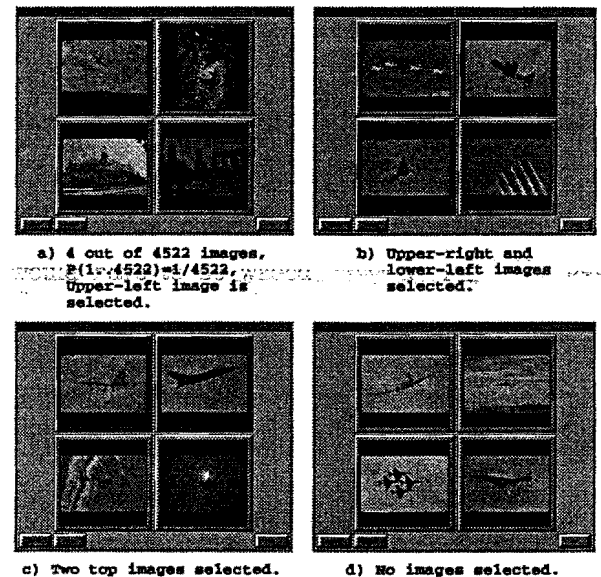 a) 4 out of 4522 images,
P(1..4522)=1/4522,
Upper-left image is
selected.
b) Upper-right and
lower-left images
selected.
c) Two top images selected.
d) No images selected.